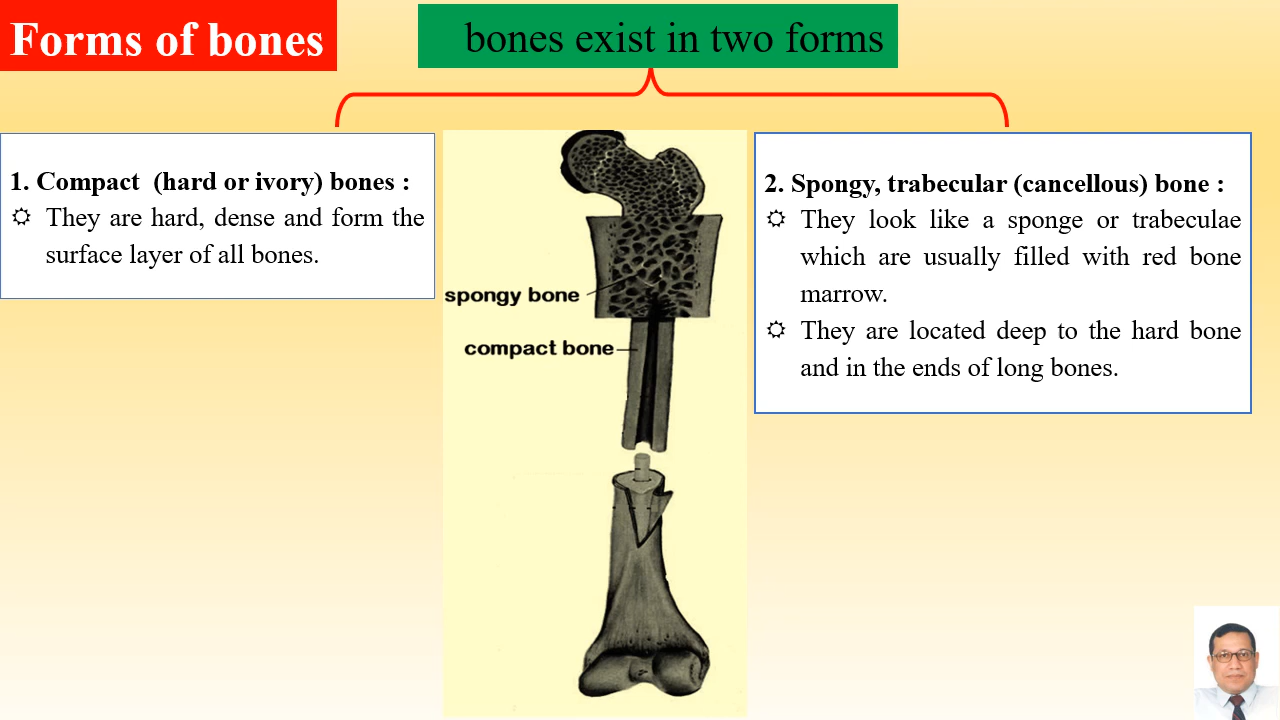 Forms of bones
bones exist in two forms
1. Compact (hard or ivory) bones :
They are hard, dense and form the
surface layer of all bones.
spongy bone
compact bone
2. Spongy, trabecular (cancellous) bone :
They look like a sponge or trabeculae
which are usually filled with red bone
marrow.
They are located deep to the hard bone
and in the ends of long bones.